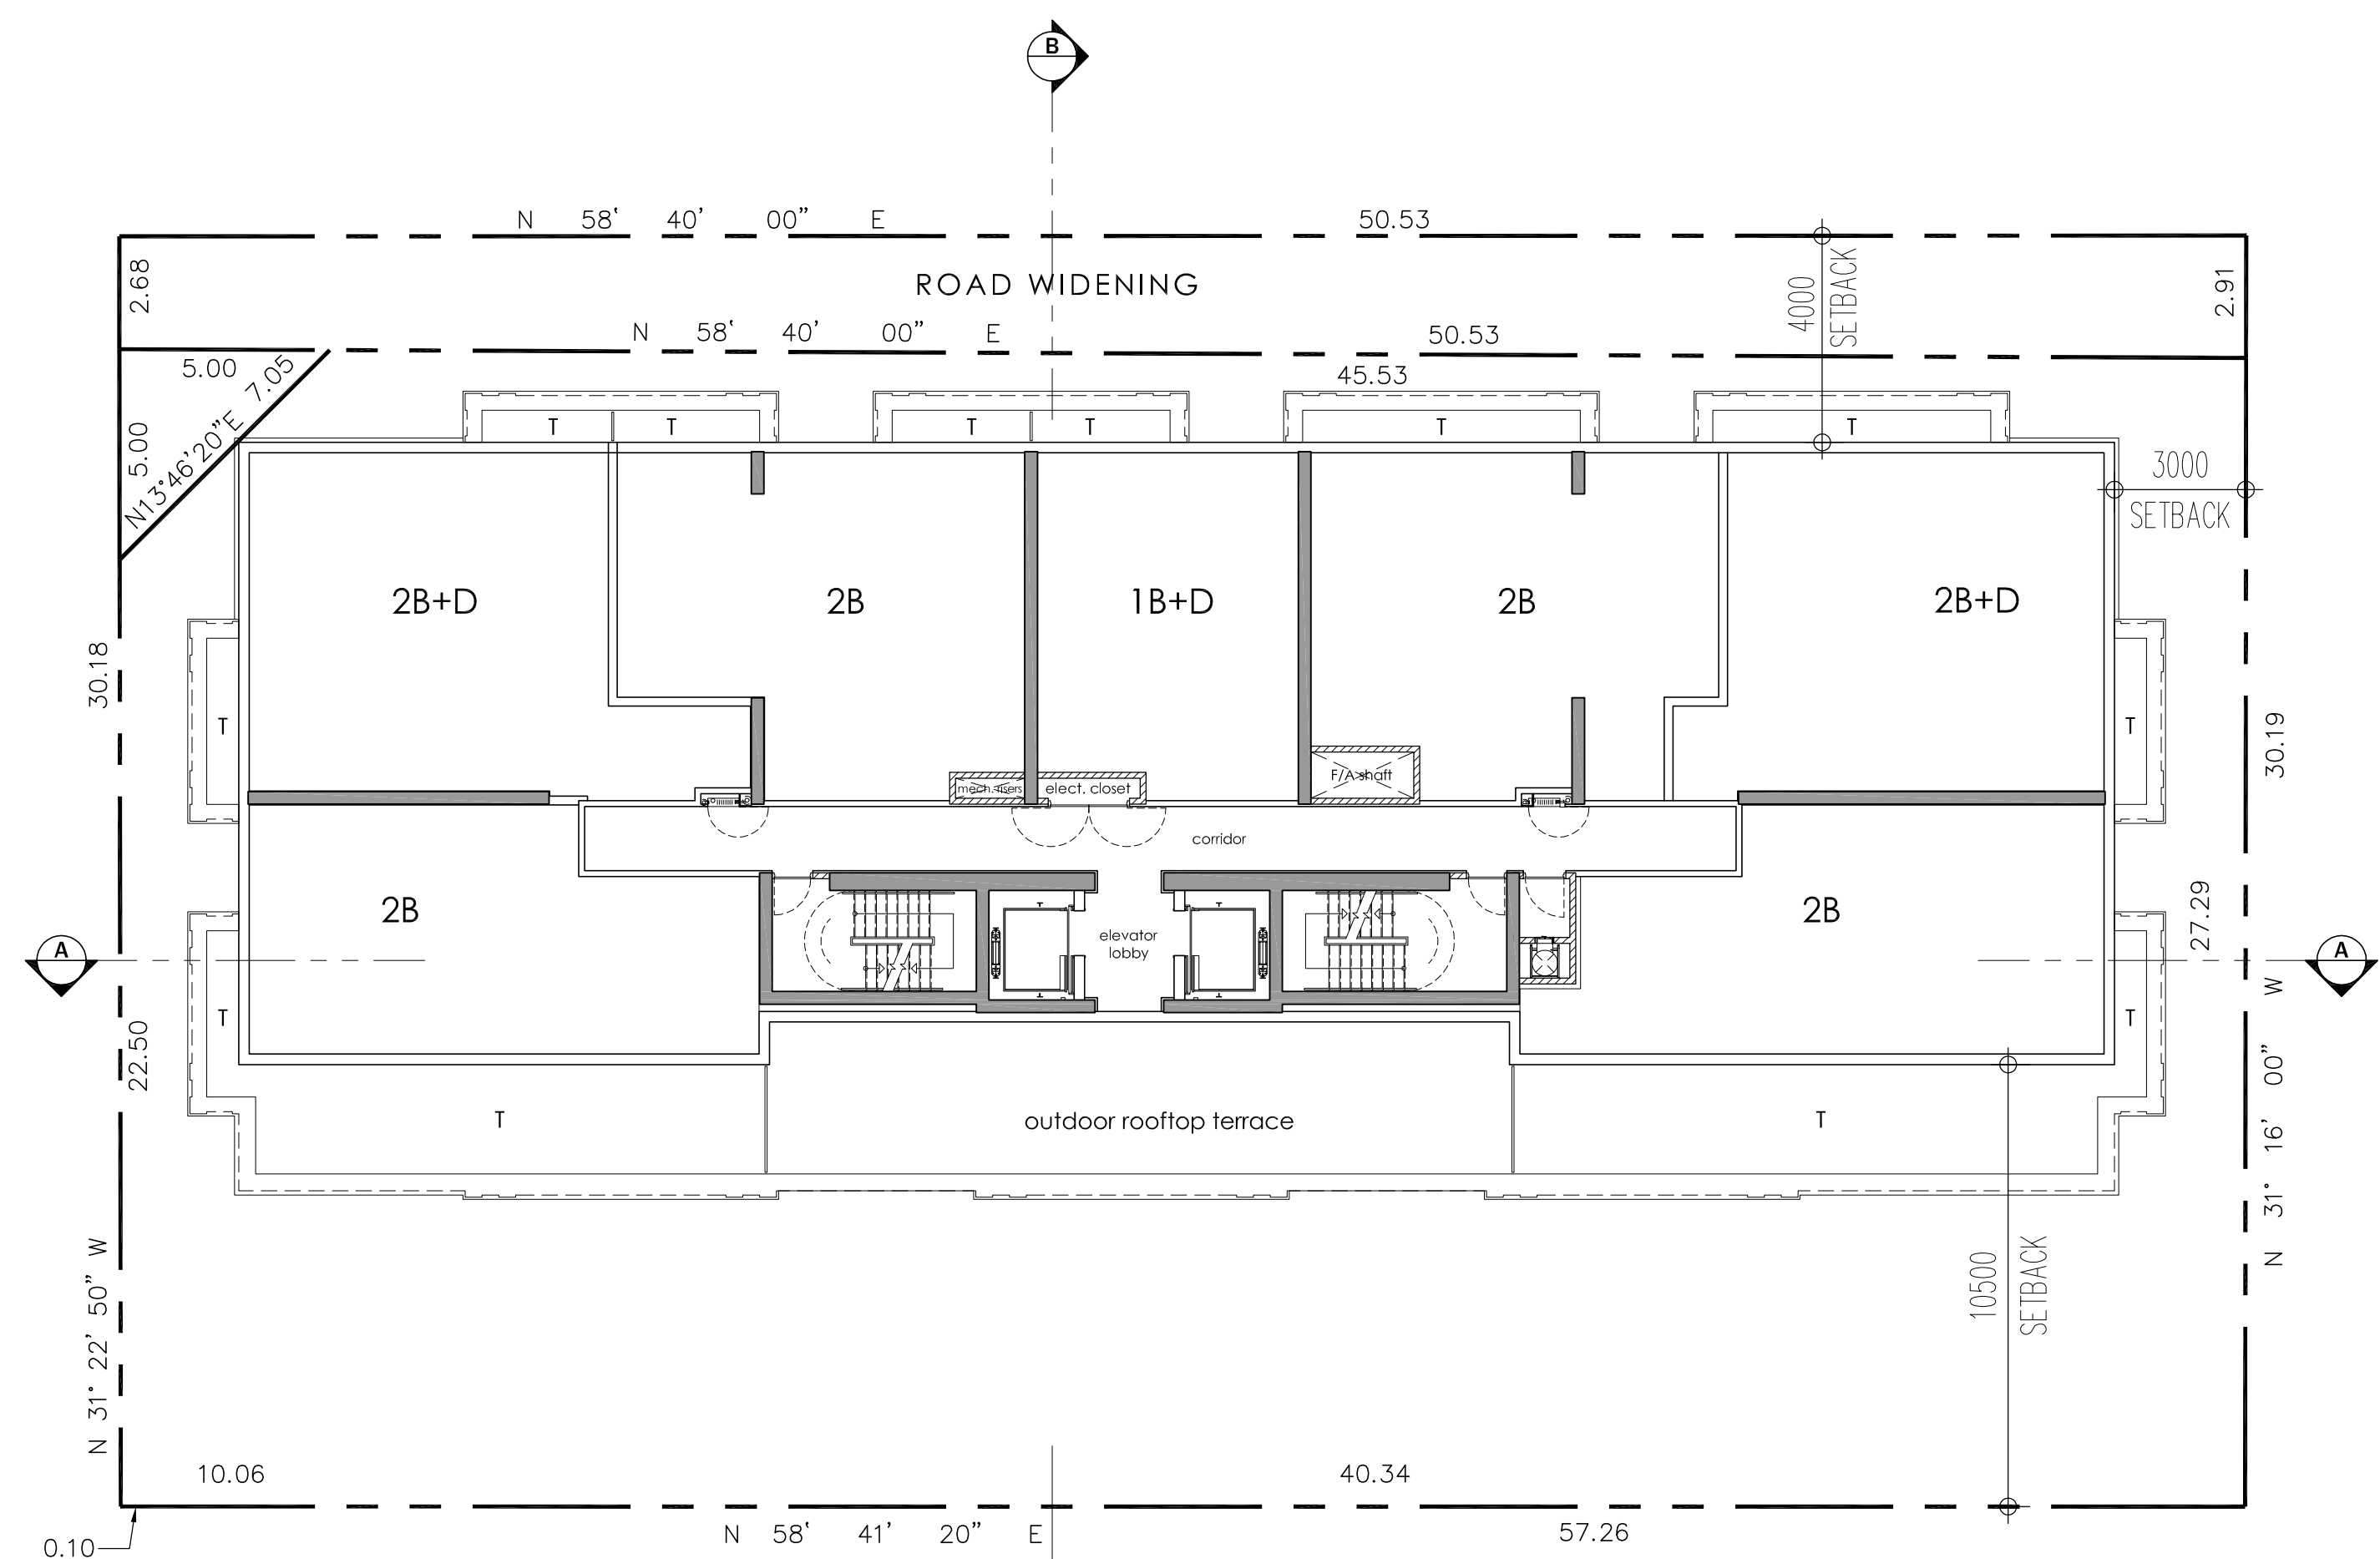 B
N 58‘ 40’ 00” E 50.53
2.68
ROAD WIDENING
4000
SETBACK
2.91
N 58‘ 40’ 00” E 50.53
5.00
7.05
45.53
5.00
N13°46’20”E
T T T T T T
3000
SETBACK
2B+D 2B 1B+D 2B 2B+D
30.18
T
T
30.19
mech. risers
elect. closet
F/A shaft
corridor
2B
2B
elevator
lobby
27.29
A
A
T
T
22.50
T
outdoor rooftop terrace
T
N 31° 16’ 00” W
N 31° 22’ 50” W
10500
SETBACK
10.06
40.34
N 58‘ 41’ 20” E
57.26
0.10